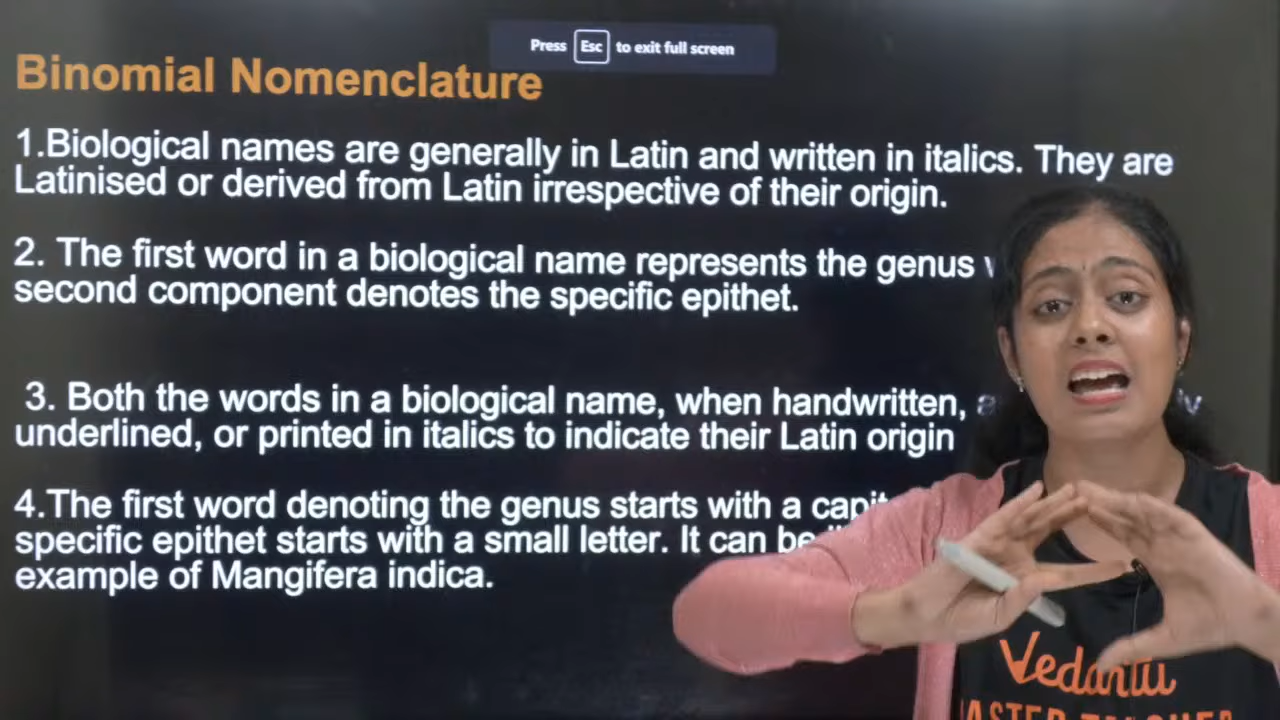 Press Esc to exit full screen
Binomial Nomenclature
1.Biological names are generally in Latin and written in italics. They are
Latinised or derived from Latin irrespective of their origin.
2. The first word in a biological name represents the genus
second component denotes the specific epithet.
3. Both the words in a biological name, when handwritten,
underlined, or printed in italics to indicate their Latin origin
4.The first word denoting the genus starts with a
specific epithet starts with a small letter. It can be
example of Mangifera indica.
Vedantu